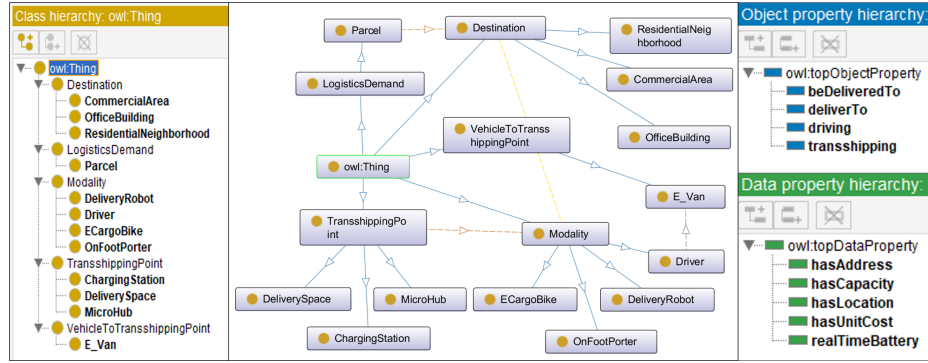 Class hierarchy: owl:Thing
owl:Thing
Destination
CommercialArea
OfficeBuilding
ResidentialNeighborhood
LogisticsDemand
Parcel
Modality
DeliveryRobot
Driver
ECargoBike
OnFootPorter
TransshippingPoint
ChargingStation
DeliverySpace
MicroHub
VehicleToTransshippingPoint
E_Van
Parcel
Destination
ResidentialNeig
hborhood
LogisticsDemand
CommercialArea
VehicleToTranss
hippingPoint
OfficeBuilding
owl:Thing
E_Van
TransshippingPo
int
Modality
Driver
DeliverySpace
MicroHub
ECargoBike
DeliveryRobot
ChargingStation
OnFootPorter
Object property hierarchy:
owl:topObjectProperty
beDeliveredTo
deliverTo
driving
transshipping
Data property hierarchy:
owl:topDataProperty
hasAddress
hasCapacity
hasLocation
hasUnitCost
realTimeBattery